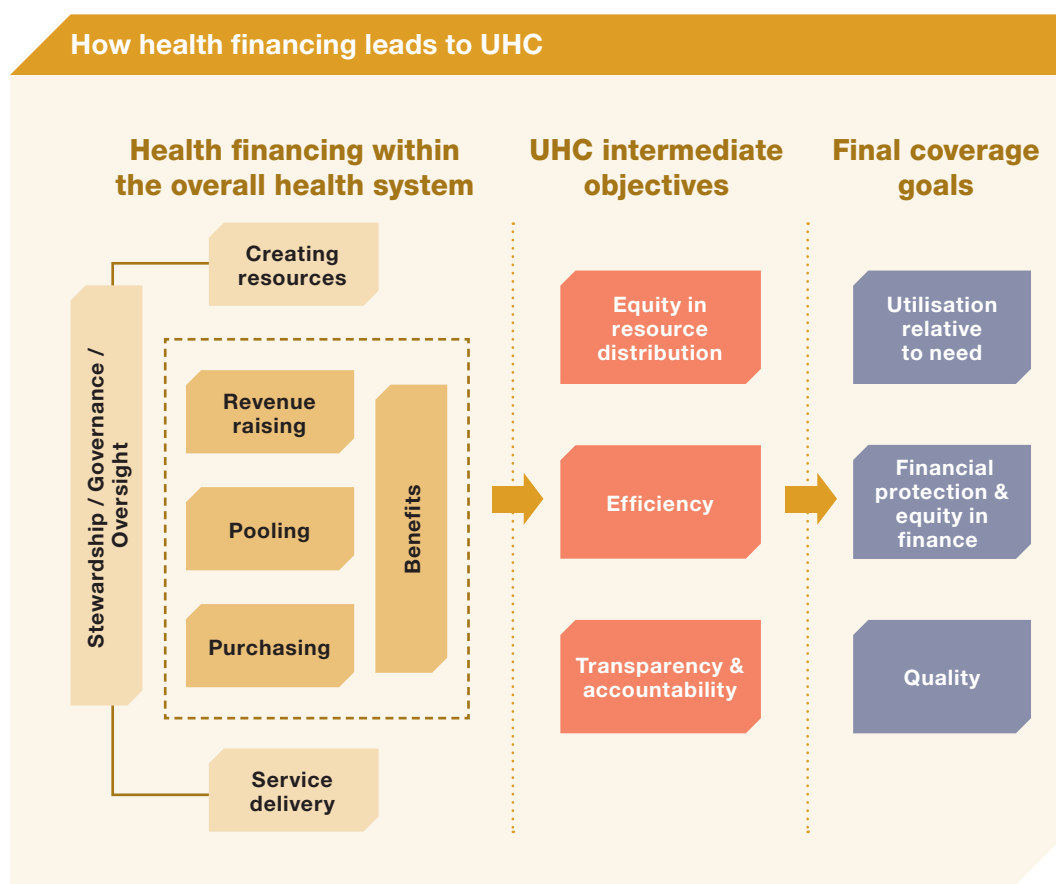 How health financing leads to UHC
Health financing within
the overall health system
UHC intermediate
objectives
Final coverage
goals
Stewardship / Governance /
Oversight
Creating
resources
Revenue
raising
Pooling
Purchasing
Benefits
Service
delivery
Equity in
resource
distribution
Efficiency
Transparency &
accountability
Utilisation
relative
to need
Financial
protection &
equity in
finance
Quality